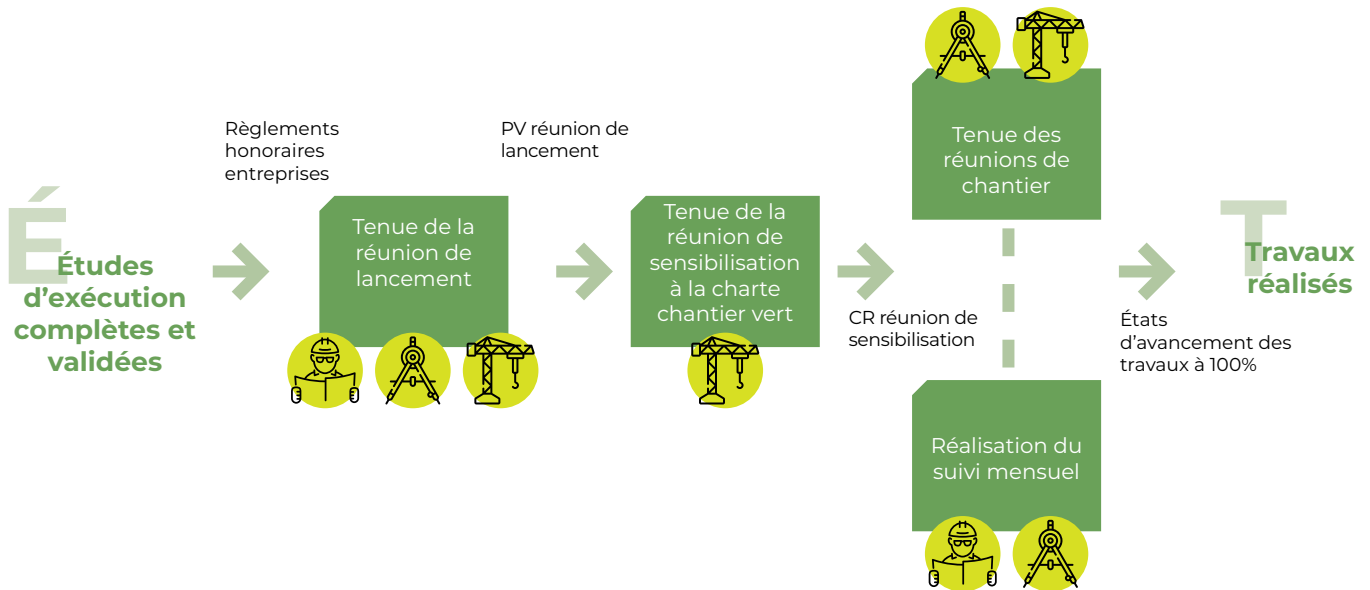 Études
d’exécution
complètes et
validées
Règlements
honoraires
entreprises
Tenue de la
réunion de
lancement
PV réunion de
lancement
Tenue de la
réunion de
sensibilisation
à la charte
chantier vert
CR réunion de
sensibilisation
Tenue des
réunions de
chantier
Réalisation du
suivi mensuel
États
d’avancement des
travaux à 100%
Travaux
réalisés
É
T